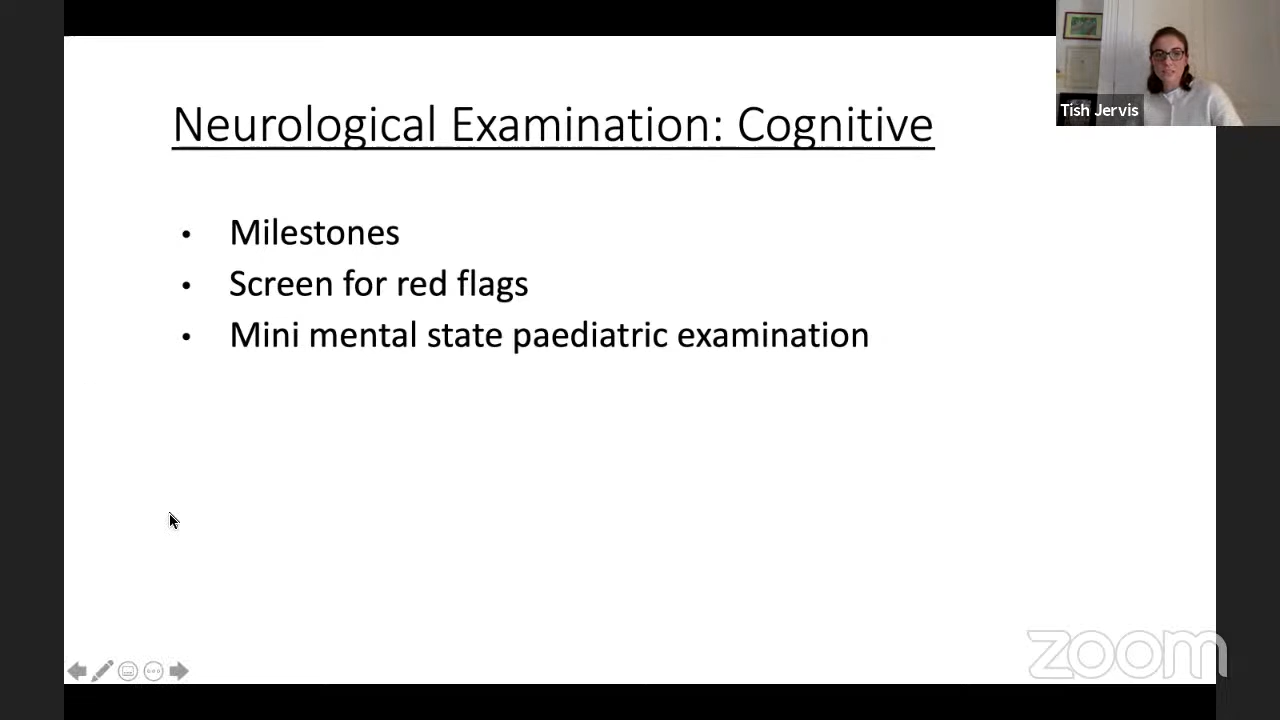 Tish Jervis
Neurological Examination: Cognitive
• Milestones
• Screen for red flags
• Mini mental state paediatric examination
zoom